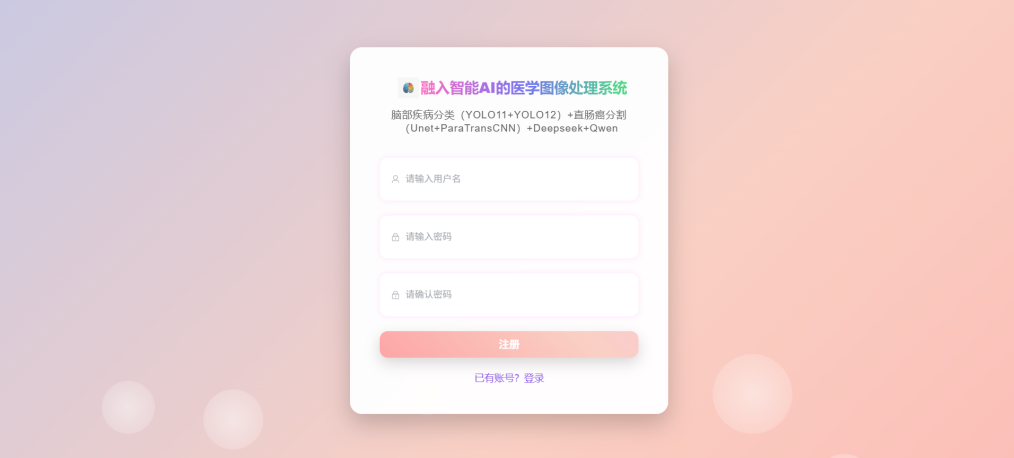 融入智能AI的医学图像处理系统
脑部疾病分类（YOLO11+YOLO12）+直肠癌分割
（Unet+ParaTransCNN）+Deepseek+Qwen
请输入用户名
请输入密码
请确认密码
注册
已有账号？登录